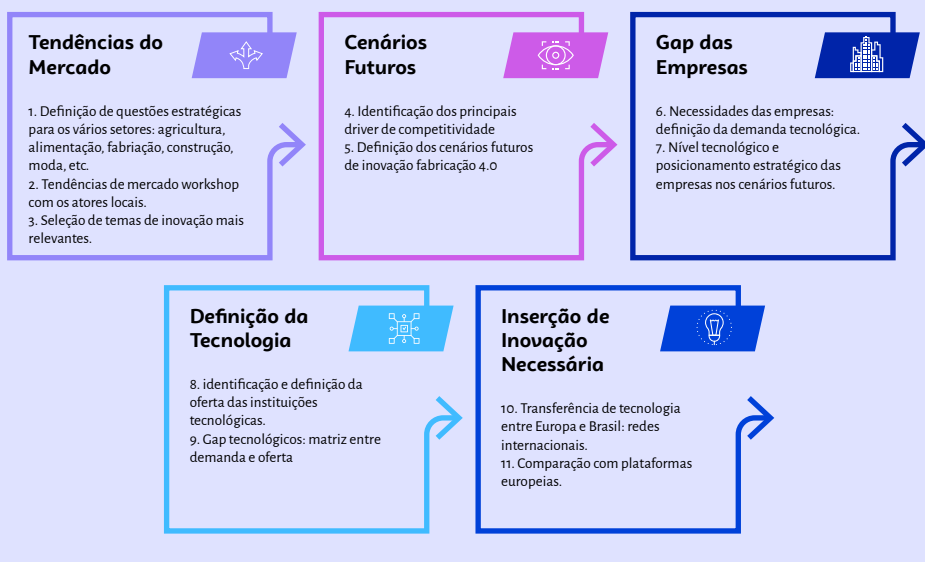 Tendências do
Mercado
1. Definição de questões estratégicas
para os vários setores: agricultura,
alimentação, fabriação, construção,
moda, etc.
2. Tendências de mercado workshop
com os atores locais.
3. Seleção de temas de inovação mais
relevantes.
Cenários
Futuros
4. Identificação dos principais
driver de competitividade
5. Definição dos cenários futuros
de inovação fabricação 4.0
Gap das
Empresas
6. Necessidades das empresas:
definição da demanda tecnológica.
7. Nível tecnológico e
posicionamento estratégico das
empresas nos cenários futuros.
Definição da
Tecnologia
8. identificação e definição da
oferta das instituições
tecnológicas.
9. Gap tecnológicos: matriz entre
demanda e oferta
Inserção de
Inovação
Necessária
10. Transferência de tecnologia
entre Europa e Brasil: redes
internacionais.
11. Comparação com plataformas
europeias.